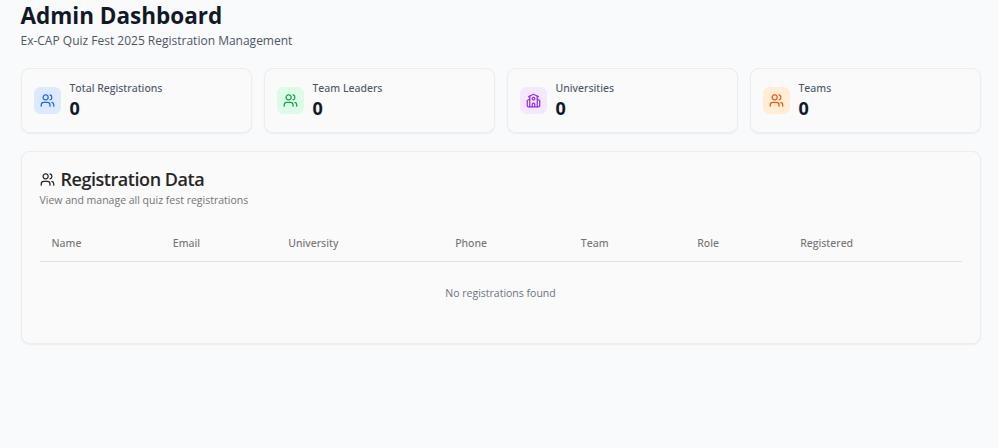 Admin Dashboard
Ex-CAP Quiz Fest 2025 Registration Management
Total Registrations
0
Team Leaders
0
Universities
0
Teams
0
Registration Data
View and manage all quiz fest registrations
Name Email University Phone Team Role Registered
No registrations found